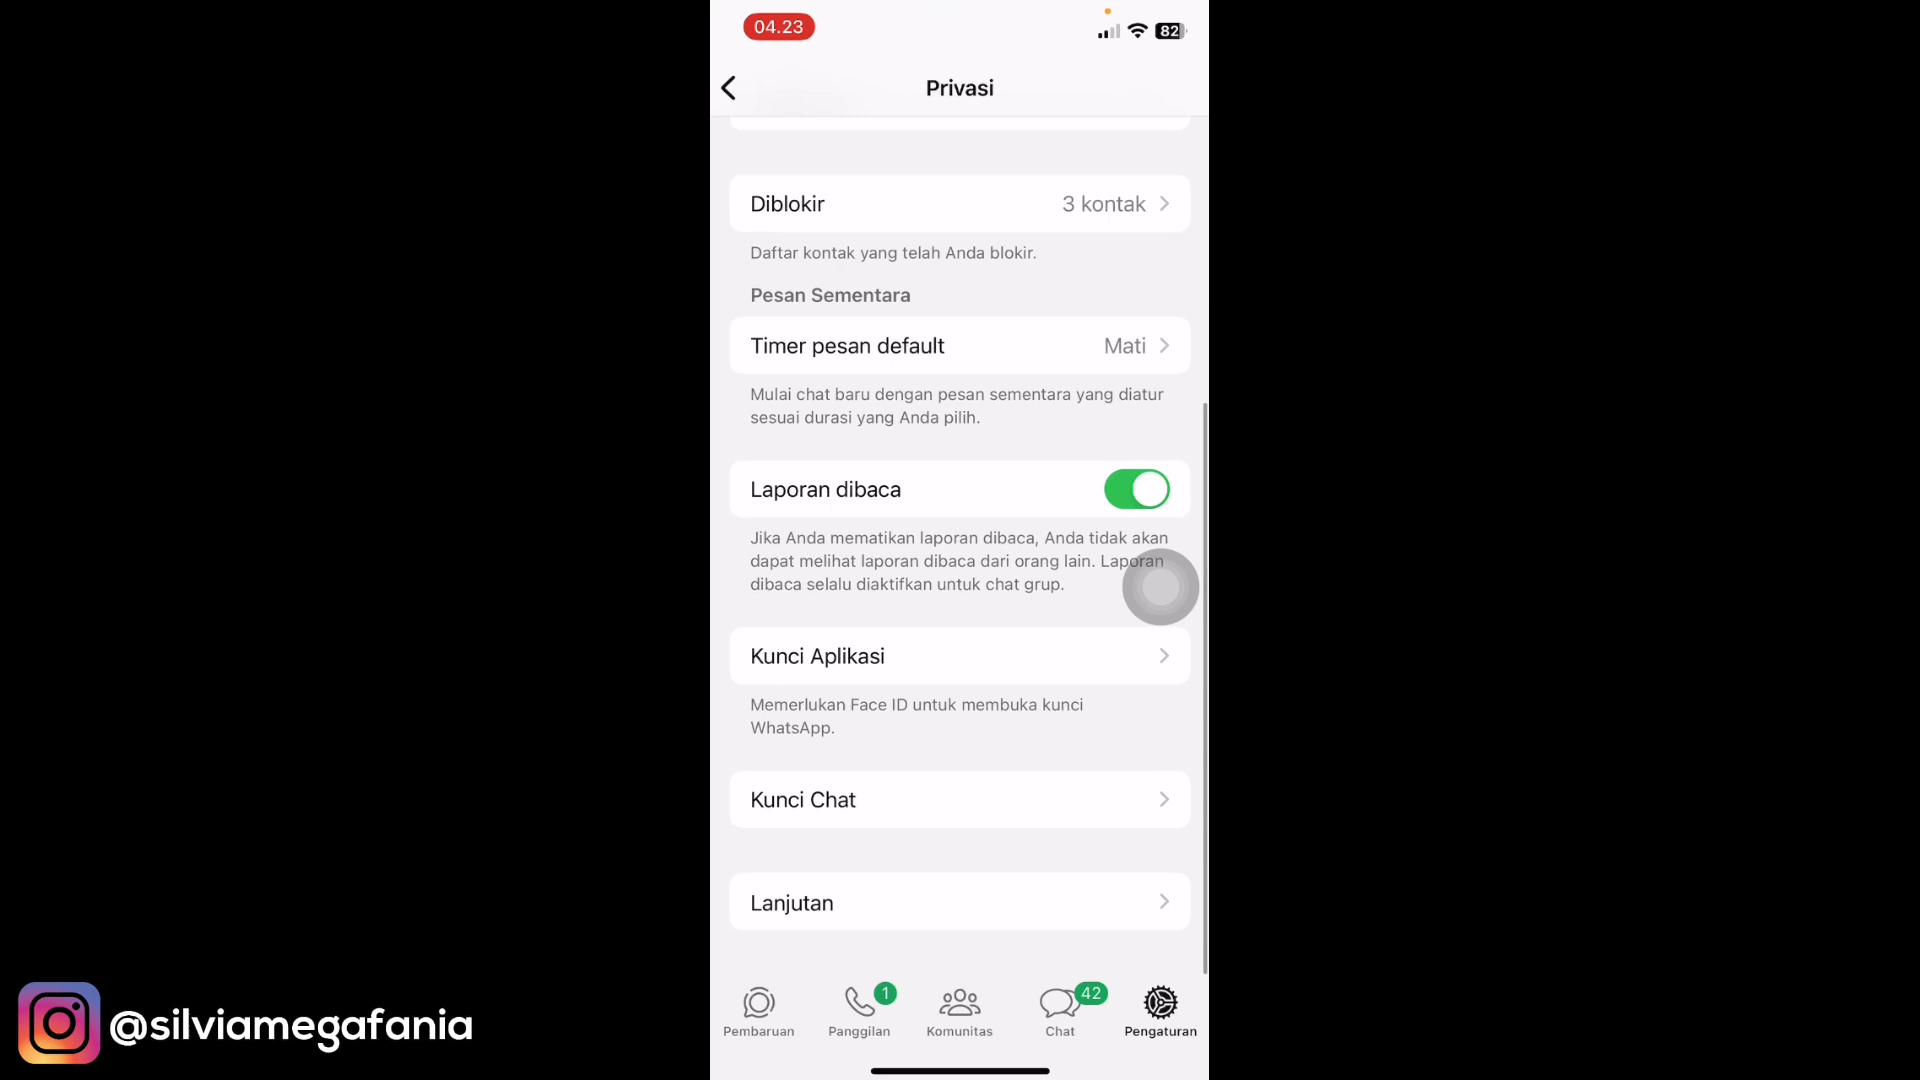 04.23
82
Privasi
Diblokir 3 kontak
Daftar kontak yang telah Anda blokir.
Pesan Sementara
Timer pesan default Mati
Mulai chat baru dengan pesan sementara yang diatur
sesuai durasi yang Anda pilih.
Laporan dibaca
Jika Anda mematikan laporan dibaca, Anda tidak akan
dapat melihat laporan dibaca dari orang lain. Laporan
dibaca selalu diaktifkan untuk chat grup.
Kunci Aplikasi
Memerlukan Face ID untuk membuka kunci
WhatsApp.
Kunci Chat
Lanjutan
1 42
Pembaruan Panggilan Komunitas Chat Pengaturan
@silviamegafania